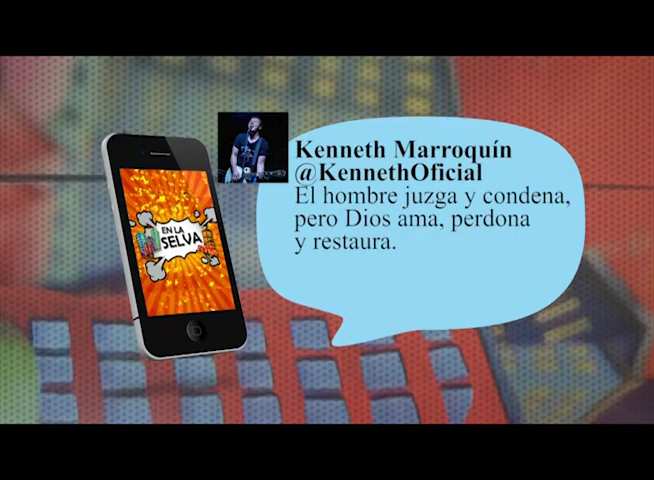 Kenneth Marroquín
@KennethOficial
El hombre juzga y condena,
pero Dios ama, perdona
y restaura.
EN LA
SELVA